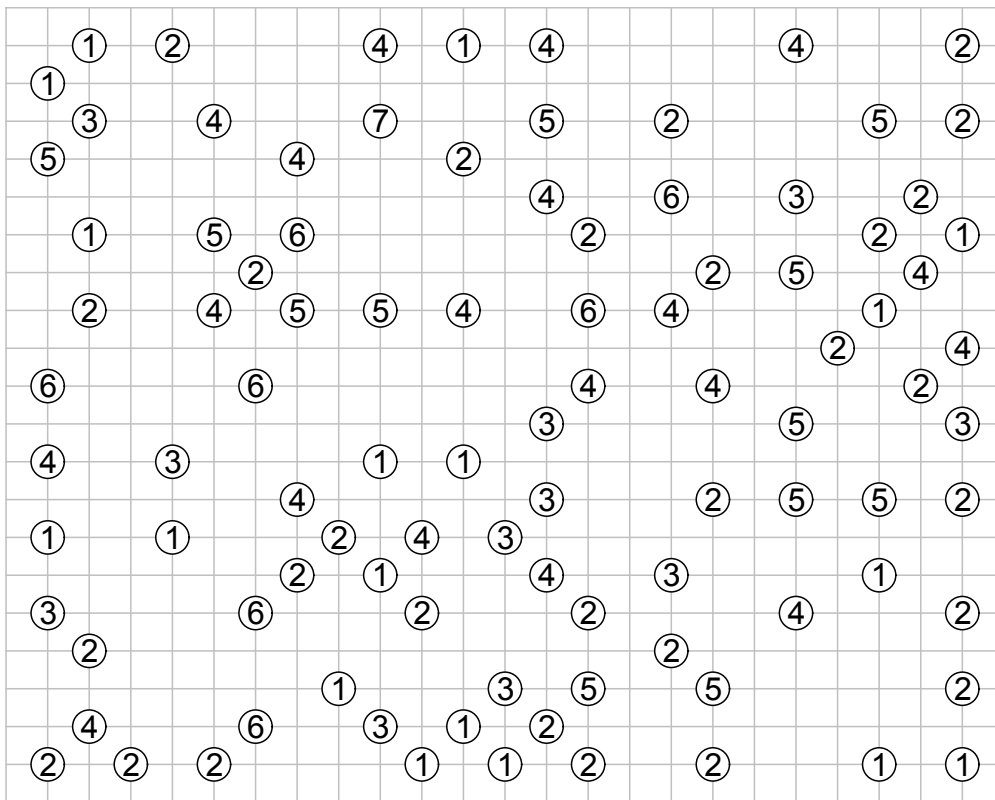 1 2 4 1 4 4 2
1
3 4 7 5 2 5 2
5 4 2
4 6 3 2
1 5 6 2 2 1
2 2 5 4
2 4 5 5 4 6 4 1
2 4
6 6 4 4 2
3 5 3
4 3 1 1
4 3 2 5 5 2
1 1 2 4 3
2 1 4 3 1
3 6 2 2 4 2
2 2
1 3 5 5 2
4 6 3 1 2
2 2 2 1 1 2 2 1 1